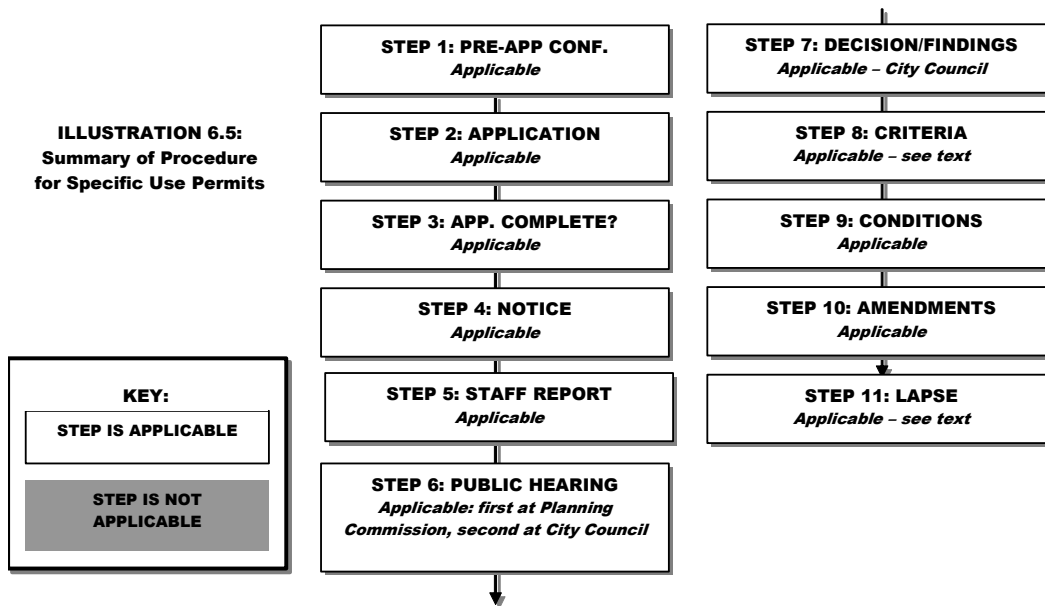 ILLUSTRATION 6.5:
Summary of Procedure
for Specific Use Permits
KEY:
STEP IS APPLICABLE
STEP IS NOT
APPLICABLE
STEP 1: PRE-APP CONF.
Applicable
STEP 2: APPLICATION
Applicable
STEP 3: APP. COMPLETE?
Applicable
STEP 4: NOTICE
Applicable
STEP 5: STAFF REPORT
Applicable
STEP 6: PUBLIC HEARING
Applicable: first at Planning
Commission, second at City Council
STEP 7: DECISION/FINDINGS
Applicable – City Council
STEP 8: CRITERIA
Applicable – see text
STEP 9: CONDITIONS
Applicable
STEP 10: AMENDMENTS
Applicable
STEP 11: LAPSE
Applicable – see text